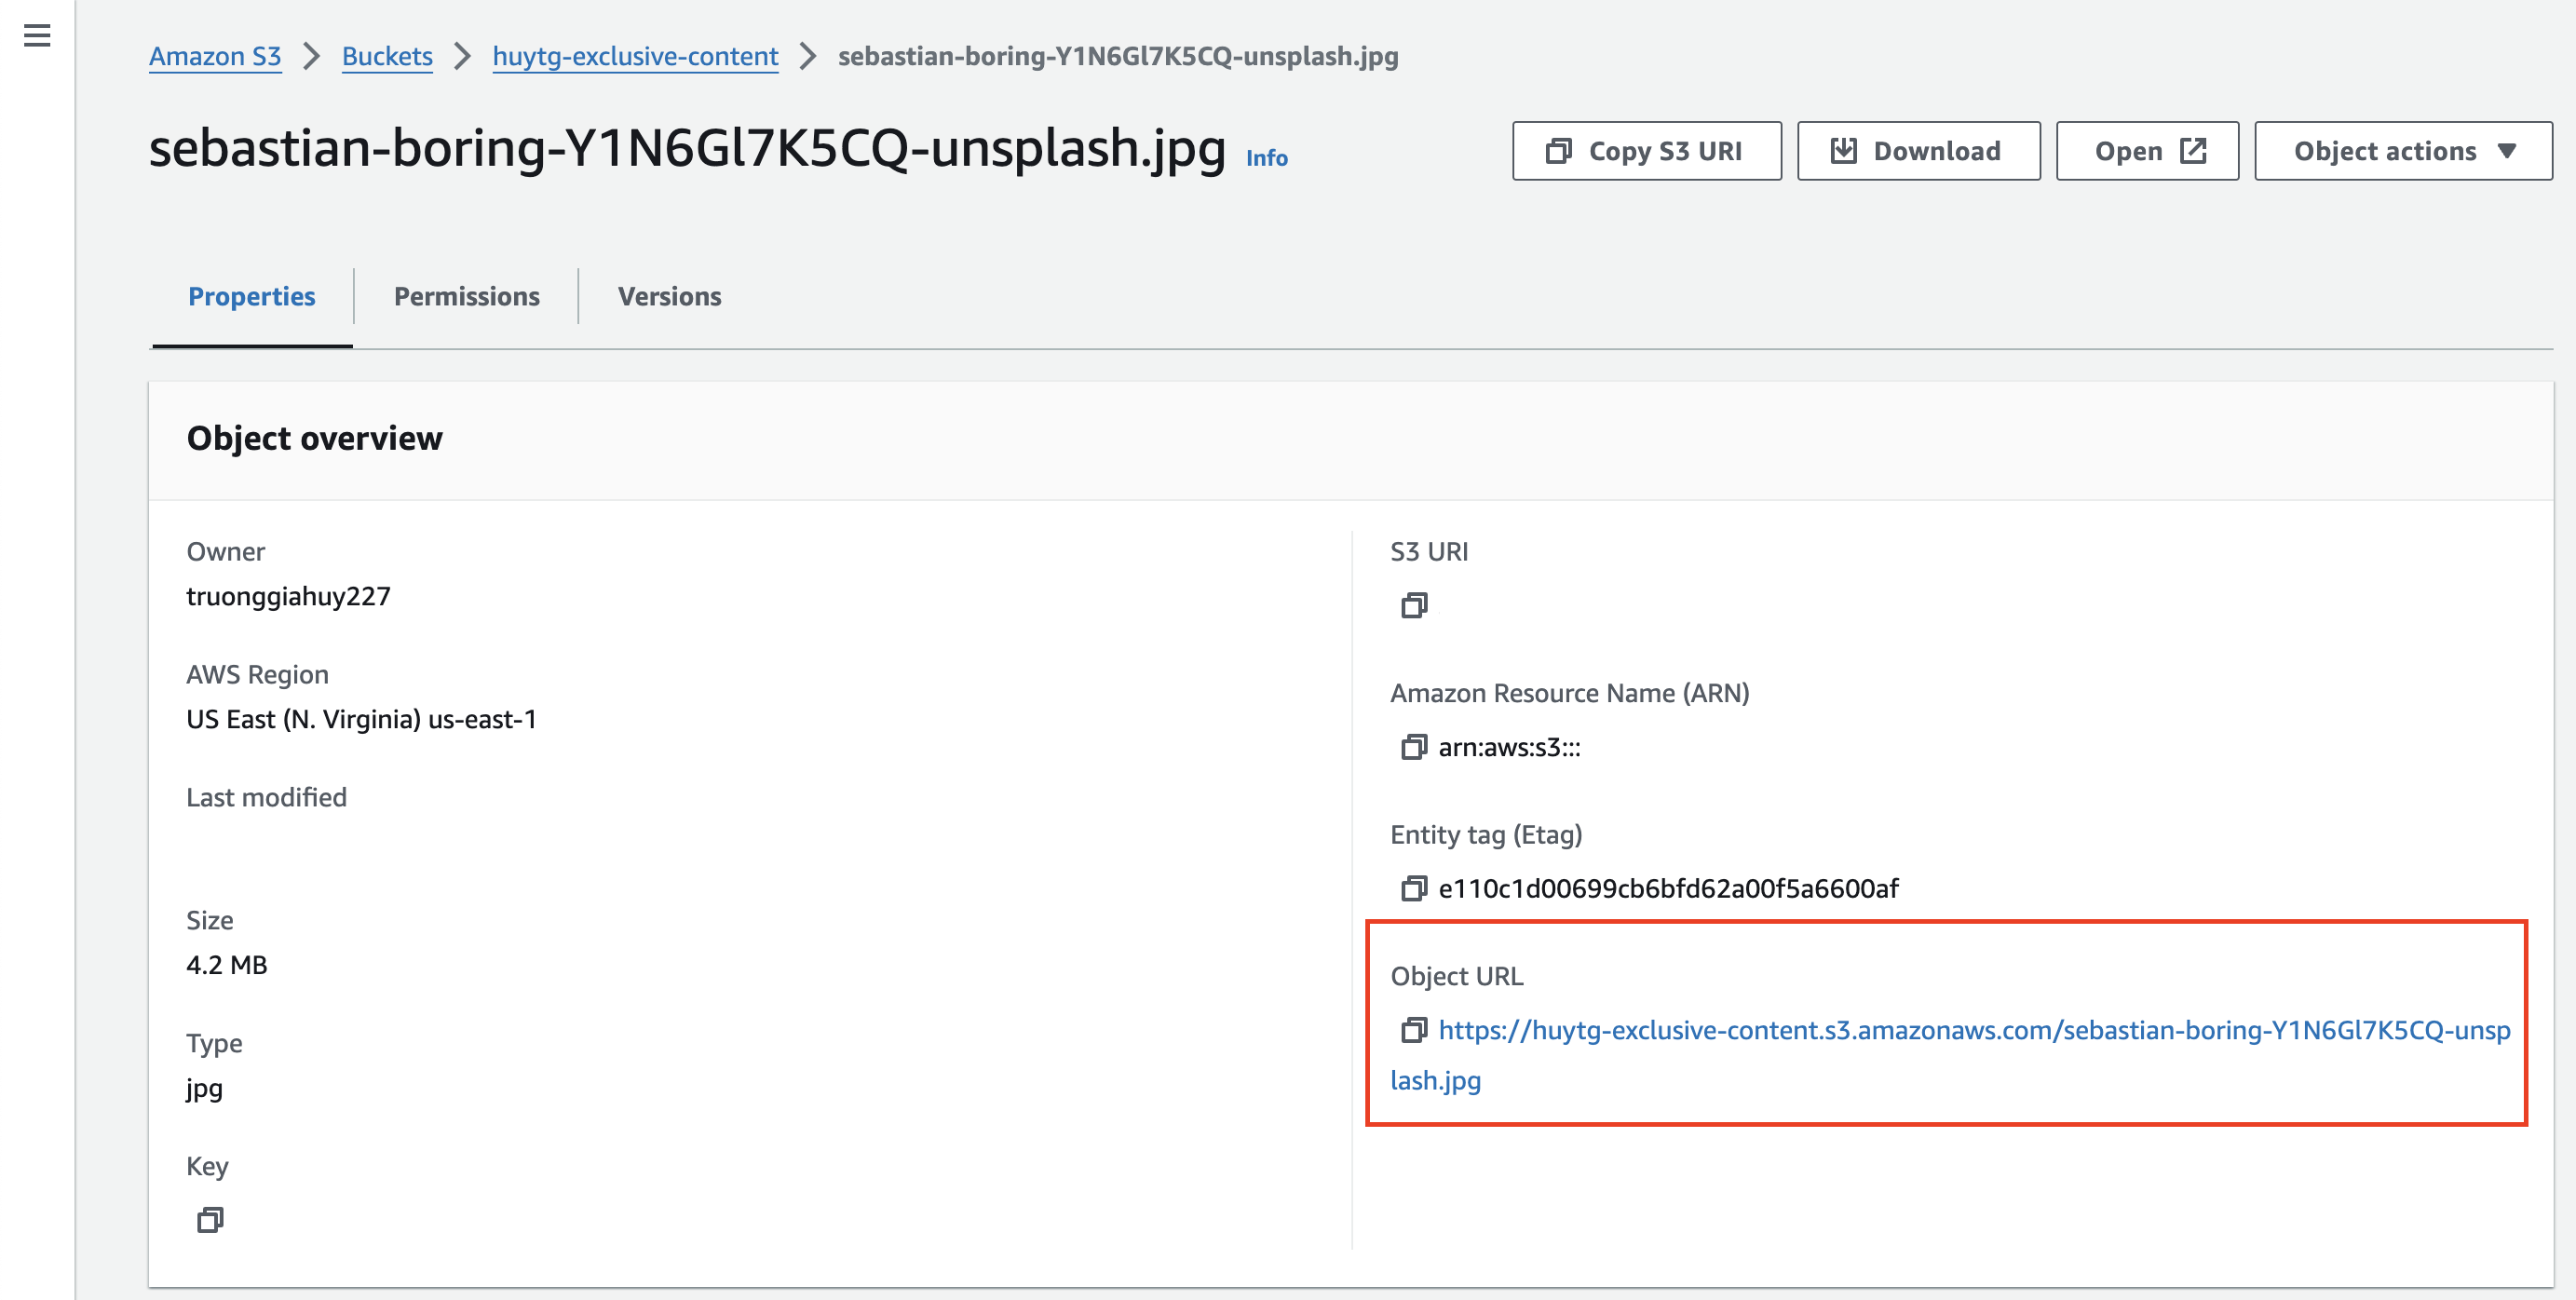 Amazon S3 > Buckets > huytg-exclusive-content > sebastian-boring-Y1N6Gl7K5CQ-unsplash.jpg
sebastian-boring-Y1N6Gl7K5CQ-unsplash.jpg Info
Copy S3 URI Download Open Object actions
Properties Permissions Versions
Object overview
Owner
truonggiahuy227
AWS Region
US East (N. Virginia) us-east-1
Last modified
Size
4.2 MB
Type
jpg
Key
S3 URI
Amazon Resource Name (ARN)
arn:aws:s3:::
Entity tag (Etag)
e110c1d00699cb6bfd62a00f5a6600af
Object URL
https://huytg-exclusive-content.s3.amazonaws.com/sebastian-boring-Y1N6Gl7K5CQ-unsp
lash.jpg